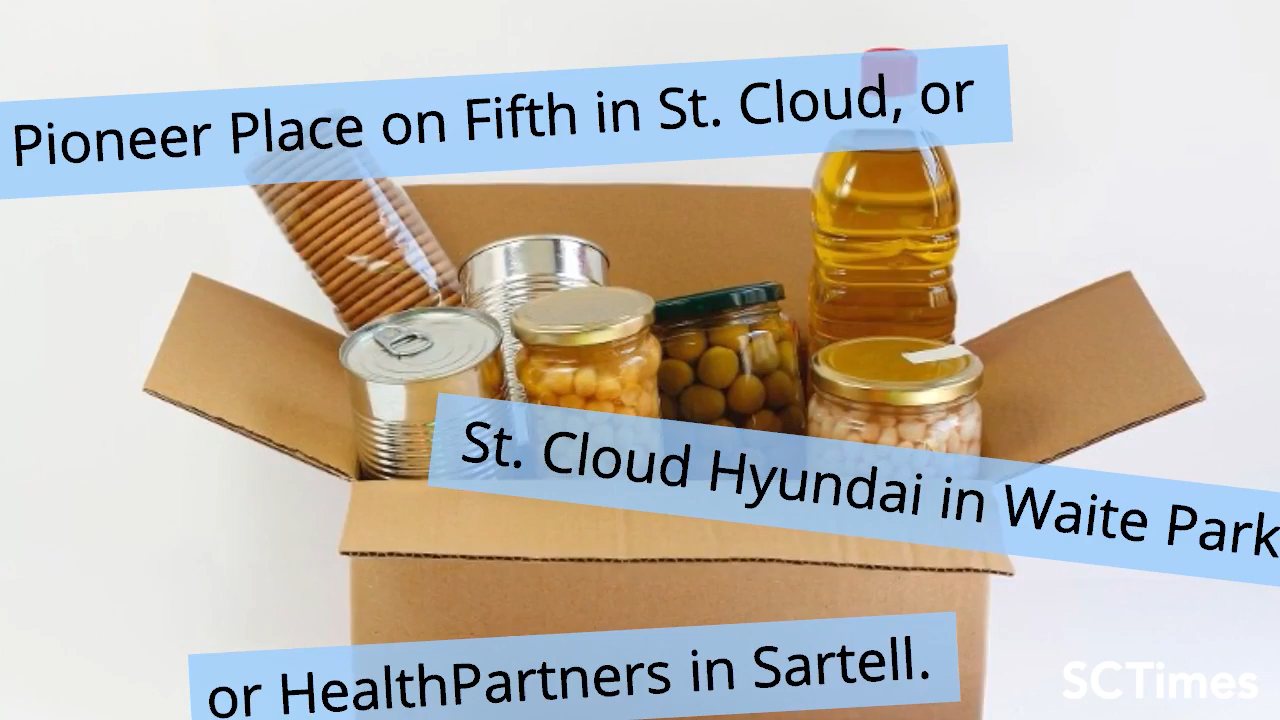 Pioneer Place on Fifth in St. Cloud, or
St. Cloud Hyundai in Waite Park
or HealthPartners in Sartell.
SCTimes